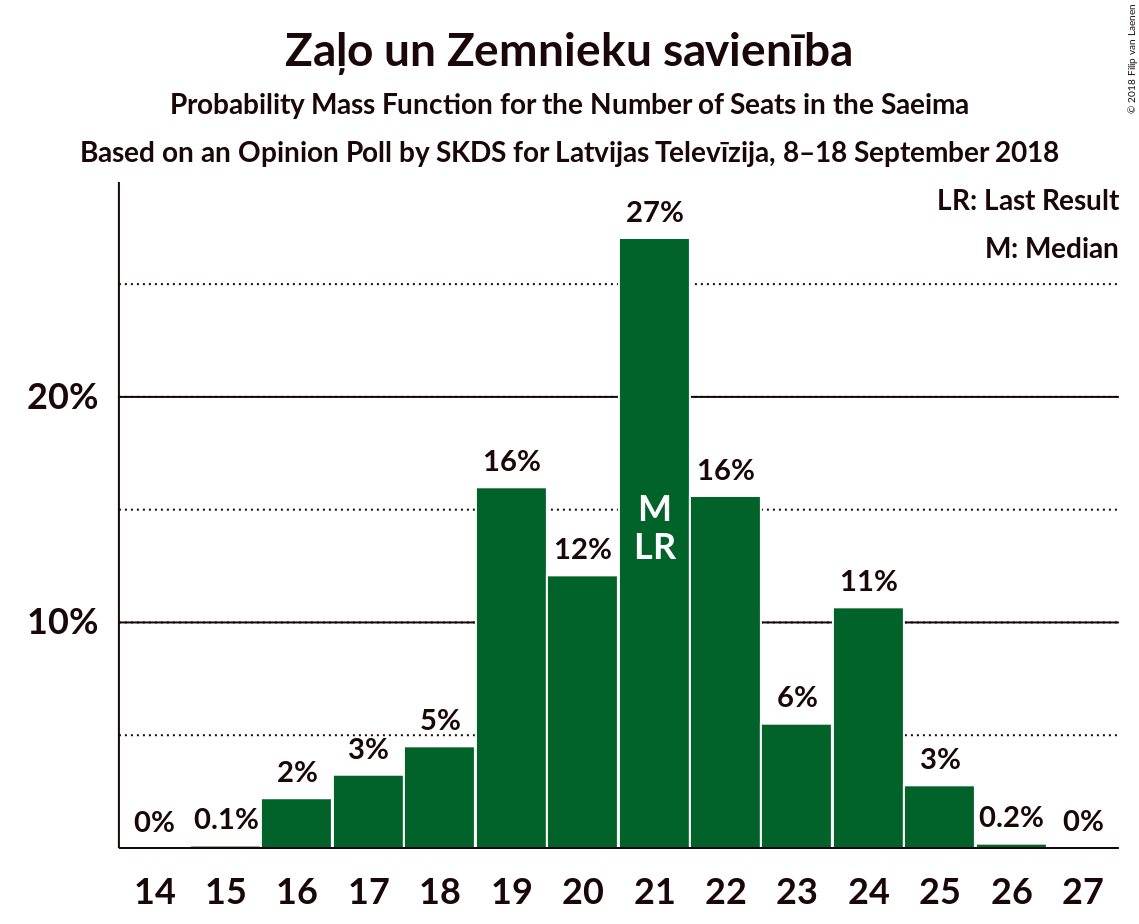 Zaļo un Zemnieku savienība
Probability Mass Function for the Number of Seats in the Saeima
Based on an Opinion Poll by SKDS for Latvijas Televīzija, 8–18 September 2018
© 2018 Filip van Laenen
LR: Last Result
M: Median
27%
20%
16%
16%
M
LR
12%
11%
10%
6%
5%
3%
3%
2%
0%
0.1%
0.2%
0%
14 15 16 17 18 19 20 21 22 23 24 25 26 27